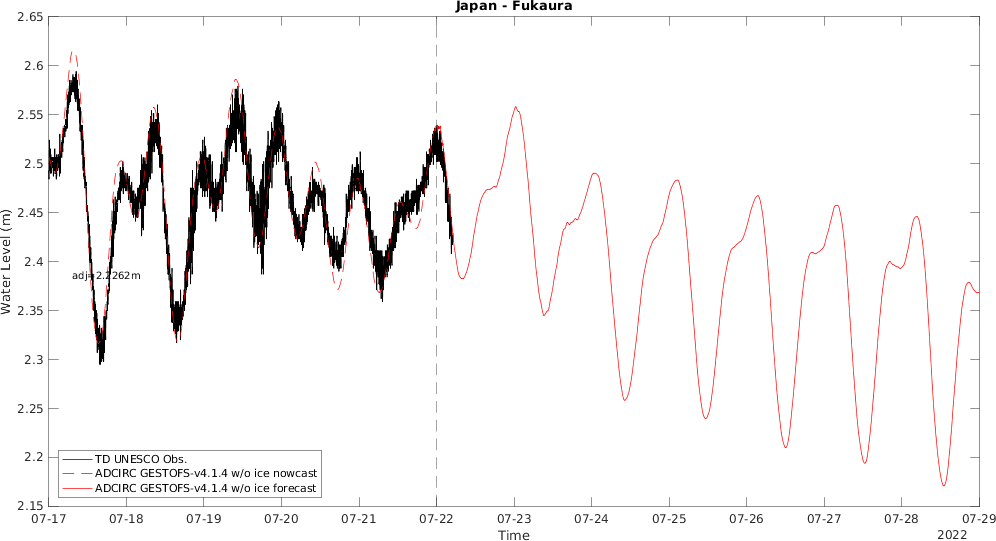 Japan - Fukaura
2.65
2.6
2.55
2.5
2.45
2.4
2.35
2.3
2.25
2.2
2.15
Water Level (m)
adj=2.2262m
TD UNESCO Obs.
ADCIRC GESTOFS-v4.1.4 w/o ice nowcast
ADCIRC GESTOFS-v4.1.4 w/o ice forecast
07-17 07-18 07-19 07-20 07-21 07-22 07-23 07-24 07-25 07-26 07-27 07-28 07-29
Time
2022